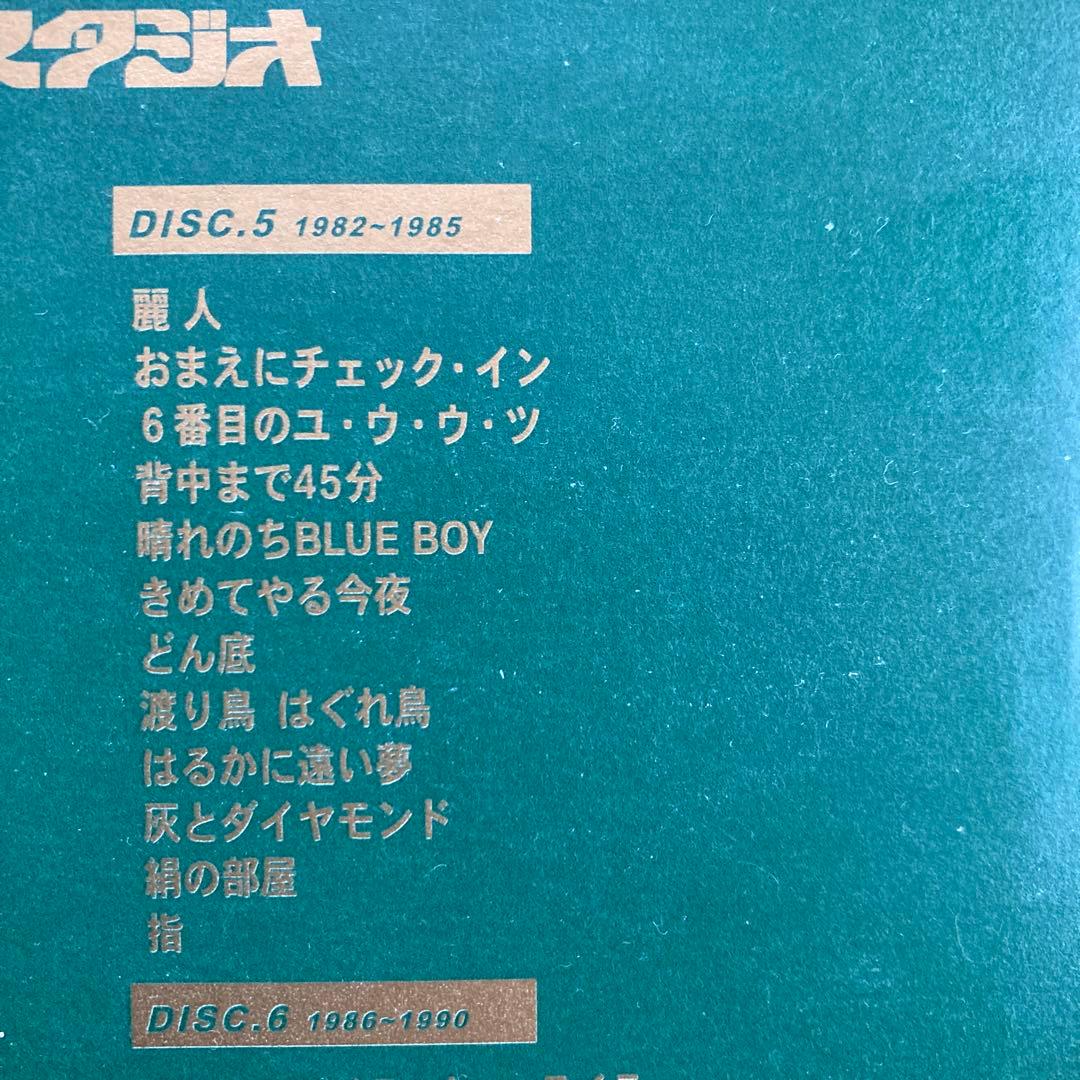 スタジオ
DISC.5 1982~1985
麗人
おまえにチェック・イン
6番目のユ・ウ・ウ・ツ
背中まで45分
晴れのちBLUE BOY
きめてやる今夜
どん底
渡り鳥 はぐれ鳥
はるかに遠い夢
灰とダイヤモンド
絹の部屋
指
DISC.6 1986~1990